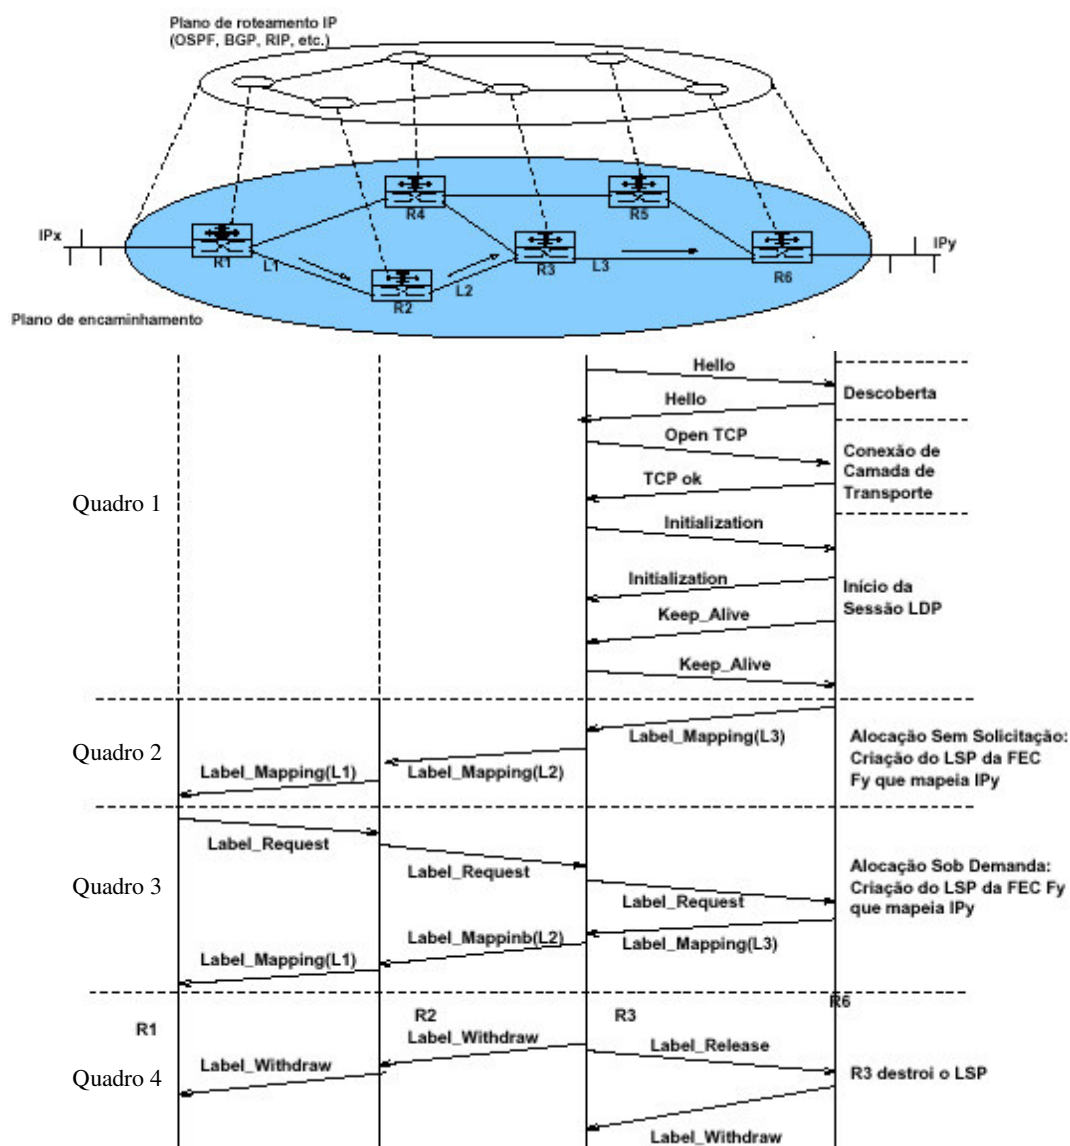 Plano de roteamento IP
(OSPF, BGP, RIP, etc.)
R4
R5
IPx
R1
L1
R3
L3
R6
IPy
L2
R2
Plano de encaminhamento
Hello
Descoberta
Hello
Open TCP
Conexão de
Camada de
Transporte
TCP ok
Quadro 1
Initialization
Initialization
Início da
Sessão LDP
Keep_Alive
Keep_Alive
Quadro 2
Label_Mapping(L3)
Label_Mapping(L2)
Label_Mapping(L1)
Alocação Sem Solicitação:
Criação do LSP da FEC
Fy que mapeia IPy
Label_Request
Label_Request
Label_Request
Quadro 3
Alocação Sob Demanda:
Criação do LSP da FEC Fy
que mapeia IPy
Label_Mappinb(L2)
Label_Mapping(L3)
Label_Mapping(L1)
R6
R1
R2
R3
Label_Withdraw
Label_Release
Label_Withdraw
Quadro 4
R3 destroi o LSP
Label_Withdraw